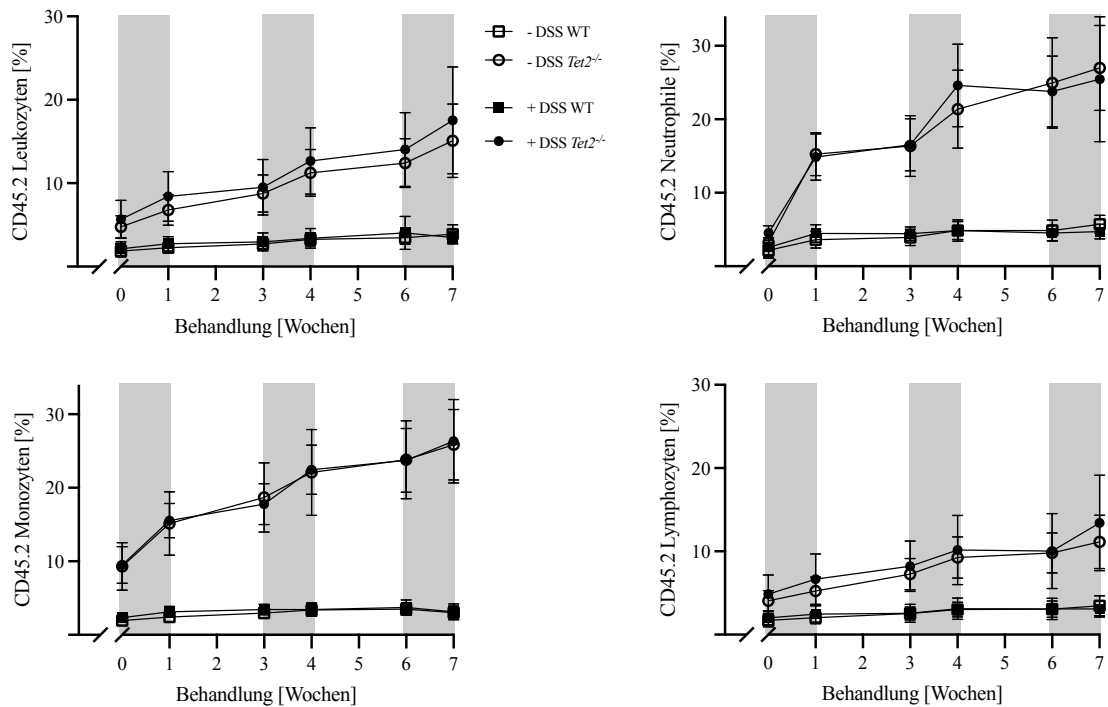 CD45.2 Leukozyten [%]
30
20
10
0 1 2 3 4 5 6 7
Behandlung [Wochen]
- DSS WT
- DSS Tet2-/-
+ DSS WT
+ DSS Tet2-/-
CD45.2 Neutrophile [%]
30
20
10
0 1 2 3 4 5 6 7
Behandlung [Wochen]
CD45.2 Monozyten [%]
30
20
10
0 1 2 3 4 5 6 7
Behandlung [Wochen]
CD45.2 Lymphozyten [%]
30
20
10
0 1 2 3 4 5 6 7
Behandlung [Wochen]